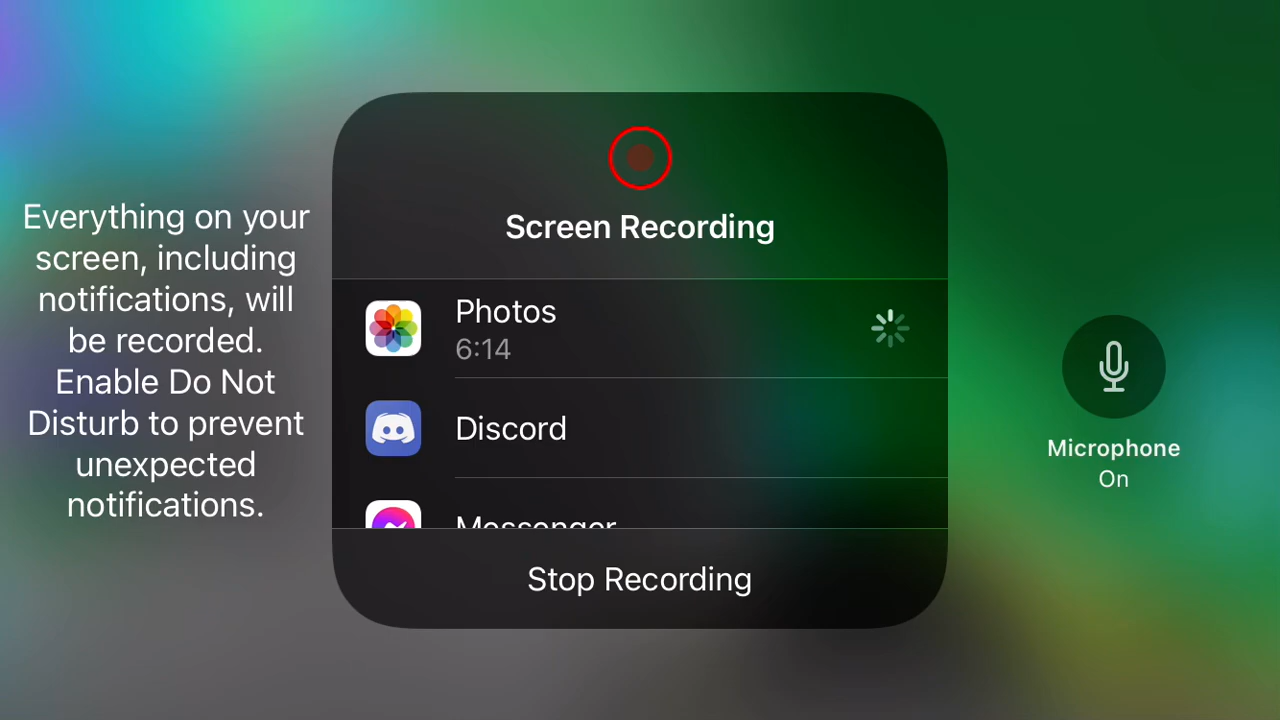 Everything on your
screen, including
notifications, will
be recorded.
Enable Do Not
Disturb to prevent
unexpected
notifications.
Screen Recording
Photos
6:14
Discord
Messenger
Stop Recording
Microphone
On